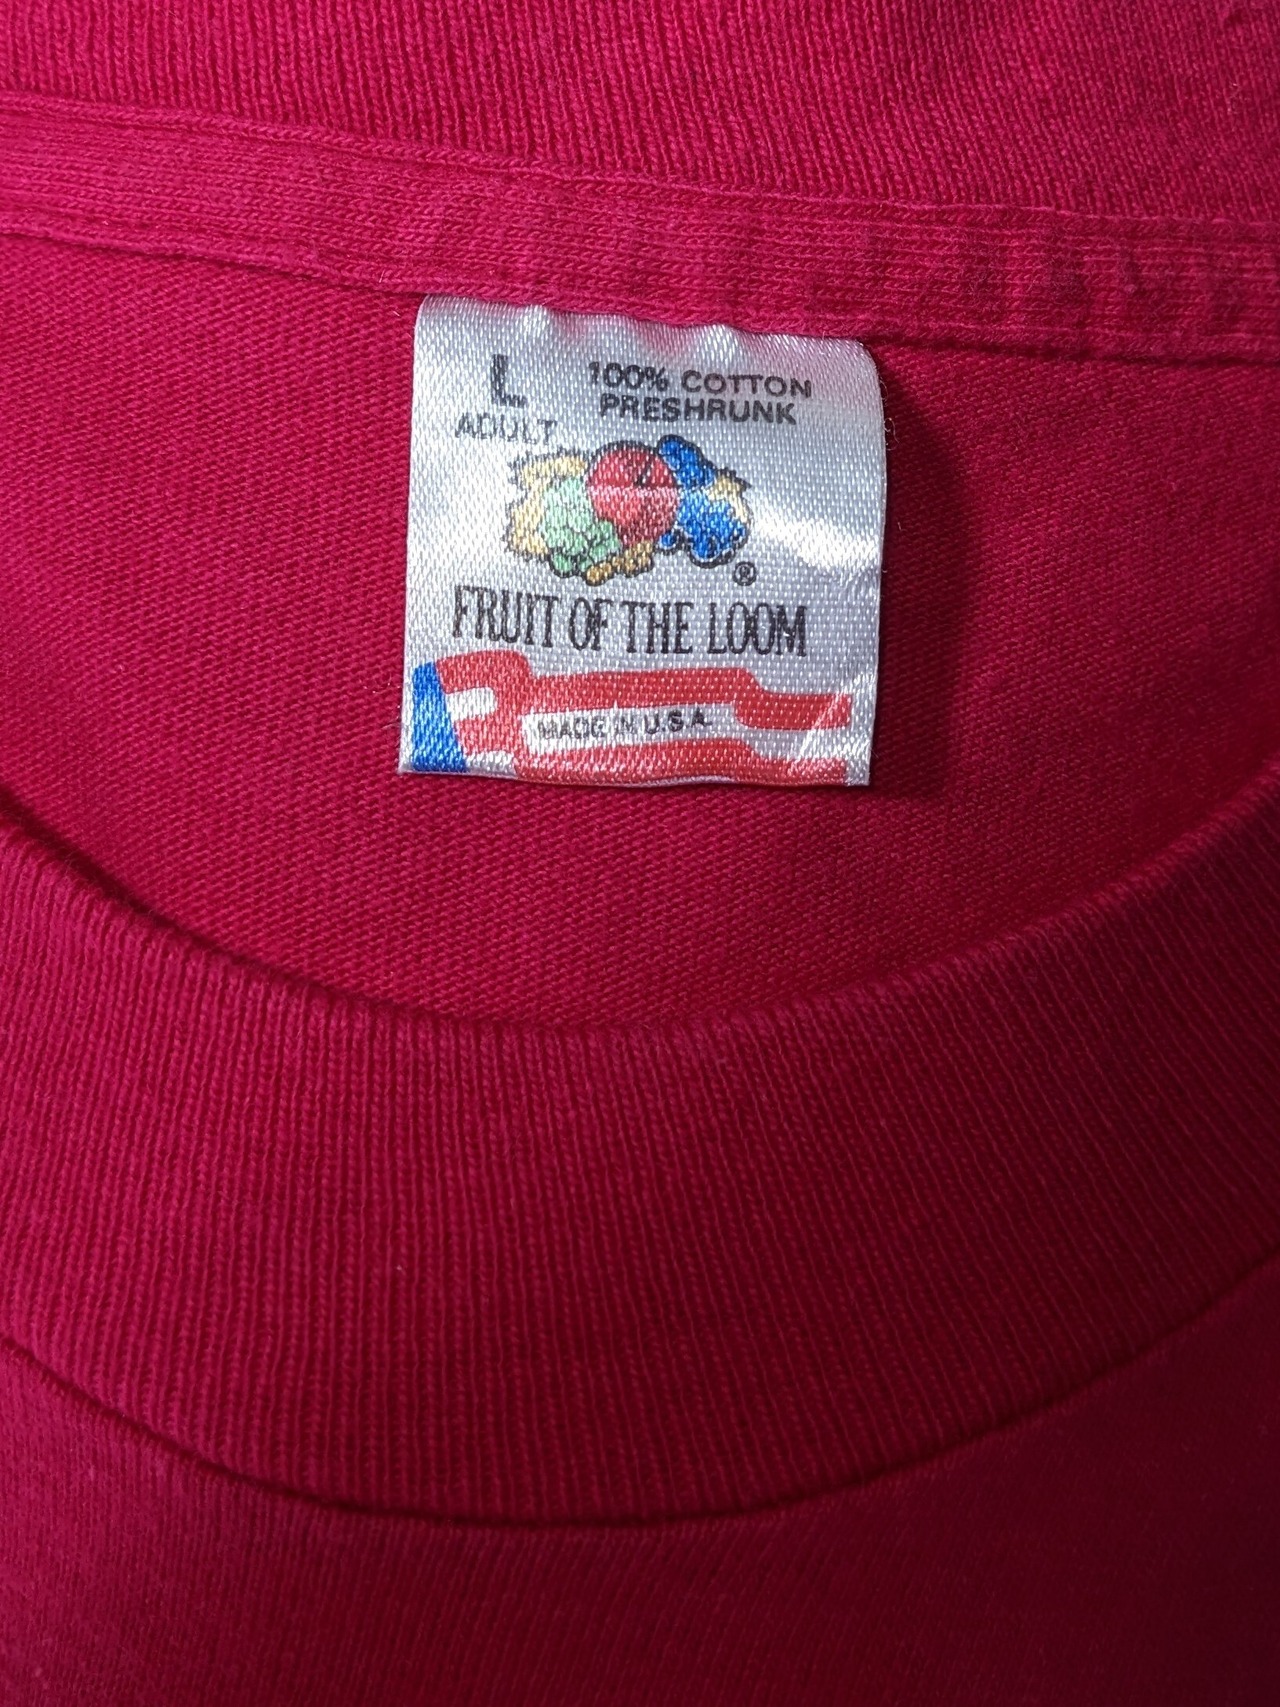 L
ADULT
100% COTTON
PRESHRUNK
®
FRUIT OF THE LOOM
MADE IN U.S.A.